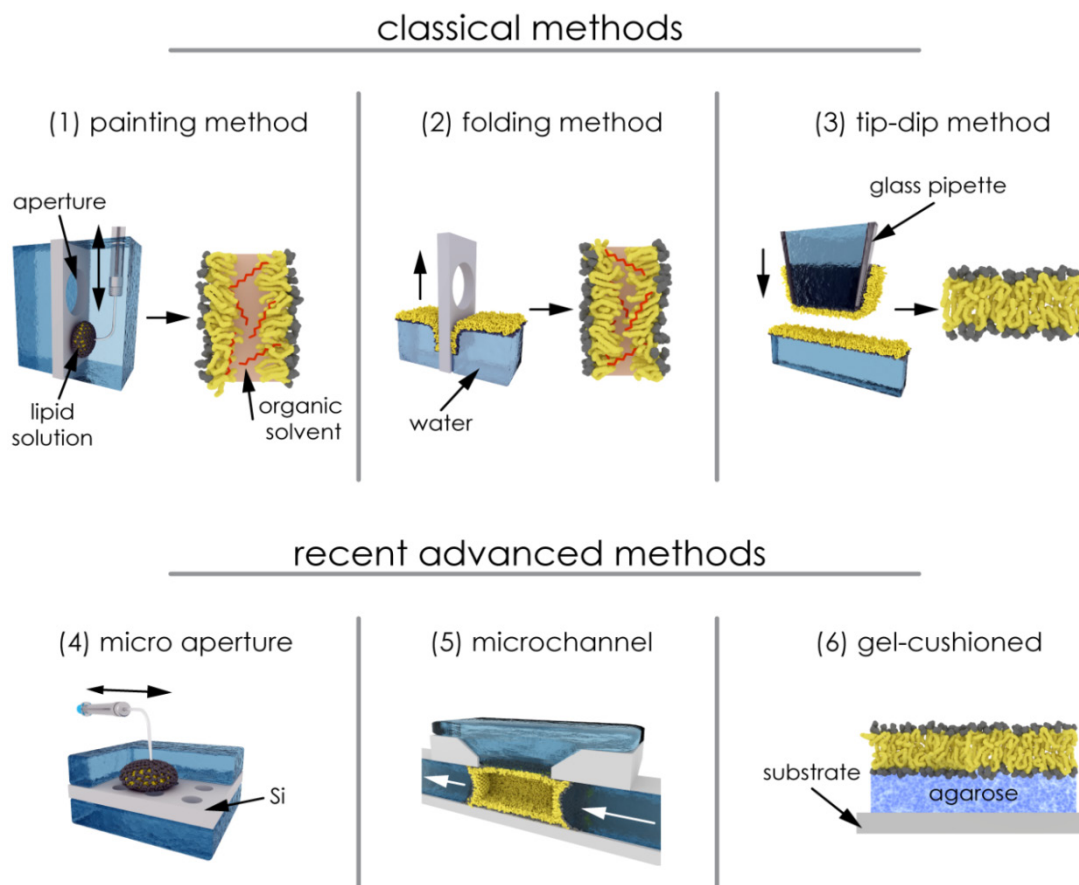 classical methods
(1) painting method
(2) folding method
(3) tip-dip method
aperture
lipid
solution
organic
solvent
water
glass pipette
recent advanced methods
(4) micro aperture
(5) microchannel
(6) gel-cushioned
Si
substrate
agarose